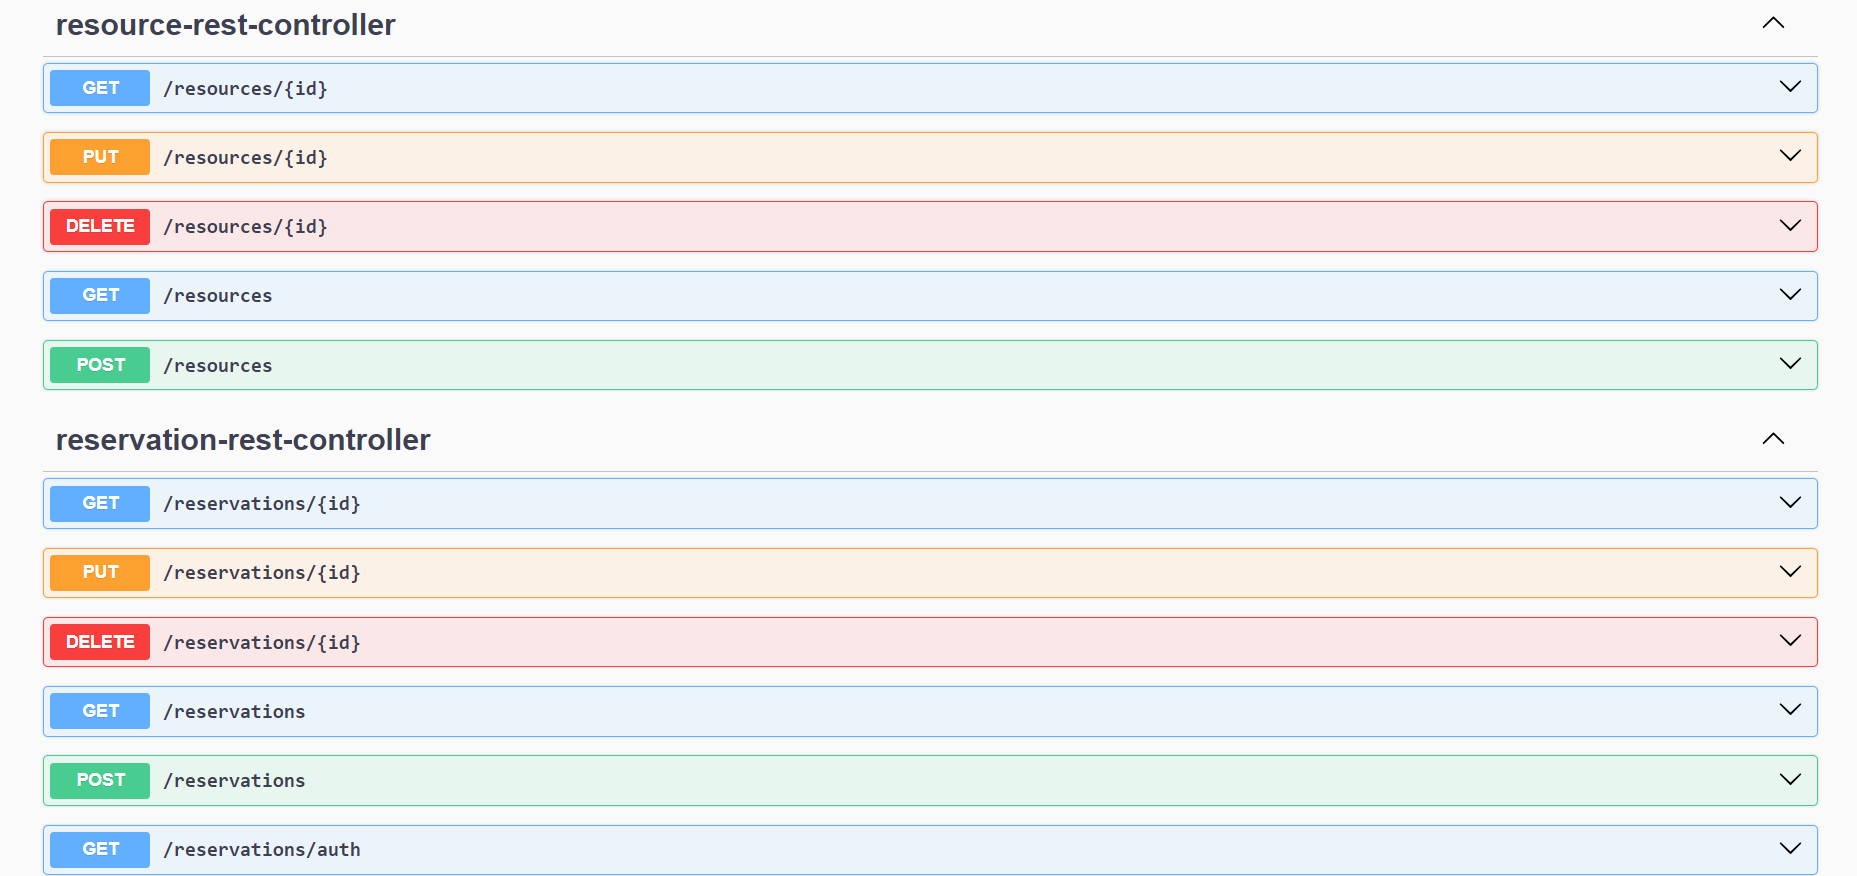 resource-rest-controller
GET /resources/{id}
PUT /resources/{id}
DELETE /resources/{id}
GET /resources
POST /resources
reservation-rest-controller
GET /reservations/{id}
PUT /reservations/{id}
DELETE /reservations/{id}
GET /reservations
POST /reservations
GET /reservations/auth